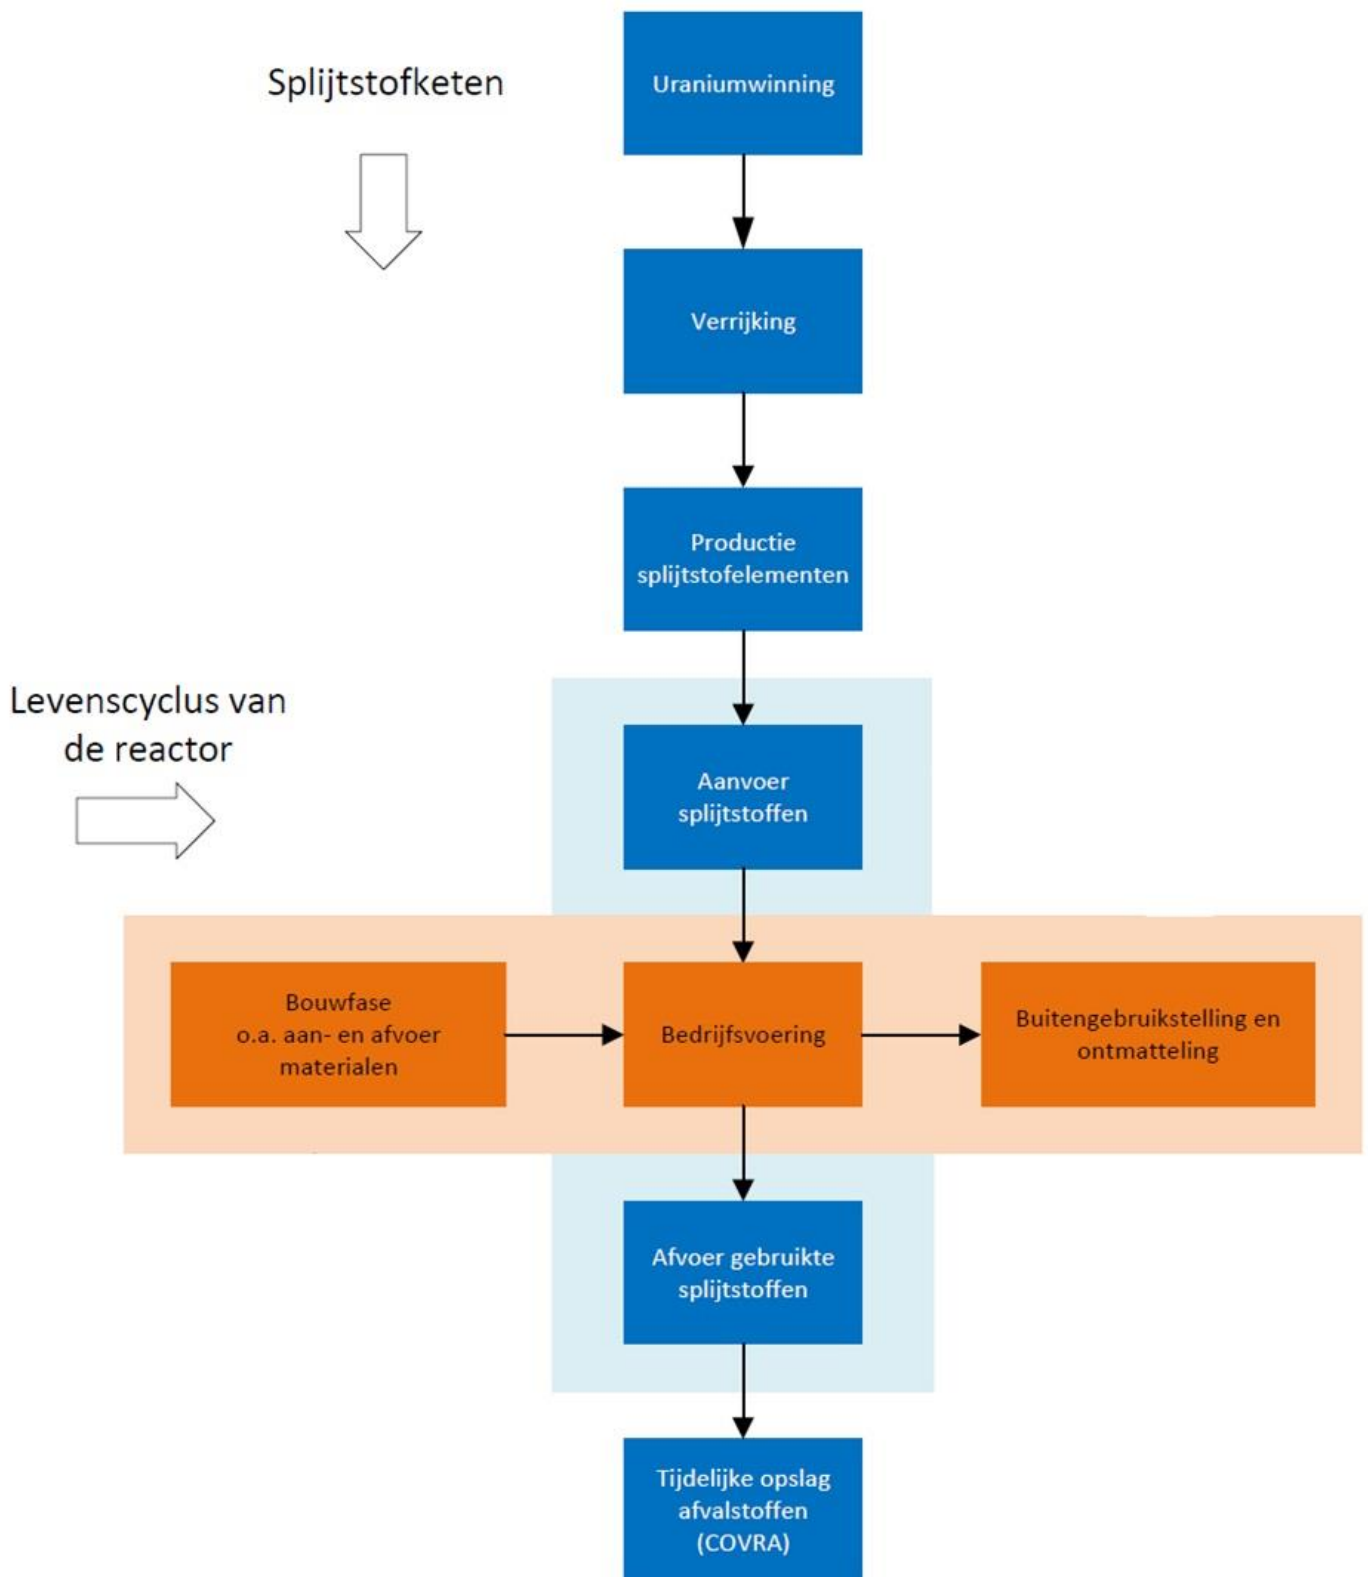 Splijtstofketen
Uraniumwinning
Verrijking
Productie
splijtstofelementen
Levenscyclus van
de reactor
Aanvoer
splijtstoffen
Bouwfase
o.a. aan- en afvoer
materialen
Bedrijfsvoering
Buitengebruikstelling en
ontmatteling
Afvoer gebruikte
splijtstoffen
Tijdelijke opslag
afvalstoffen
(COVRA)